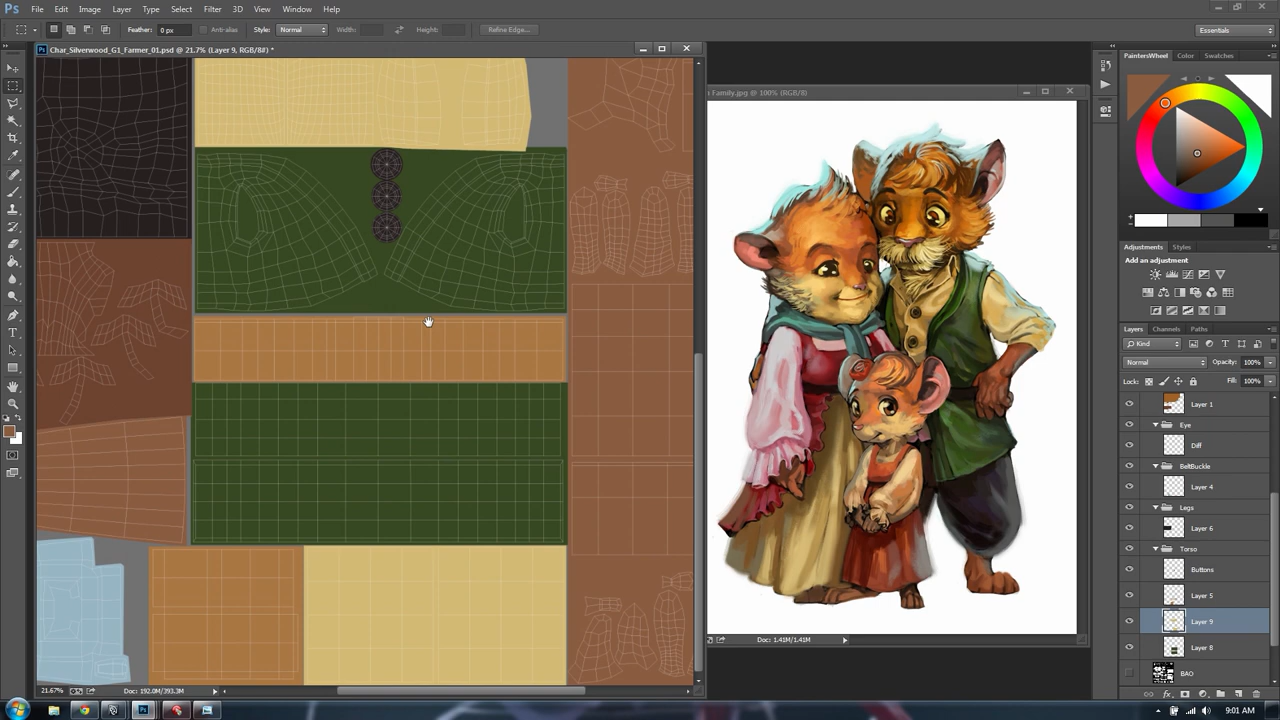 Ps File Edit Image Layer Type Select Filter 3D View Window Help
Feather: 0 px Anti-alias Style: Normal Width: Height: Refine Edge... Essentials
Char_Silverwood_G1_Farmer_01.psd @ 21.7% (Layer 9, RGB/8#) *
Family.jpg @ 100% (RGB/8)
PaintersWheel Color Swatches
Adjustments Styles
Add an adjustment
Layers Channels Paths
Kind
Normal Opacity: 100%
Lock: Fill: 100%
Layer 1
Eye
Diff
BeltBuckle
Layer 4
Legs
Layer 6
Torso
Buttons
Layer 5
Layer 9
Layer 8
BAO
Doc: 1.41M/1.41M
21.67% Doc: 192.0M/393.3M
9:01 AM